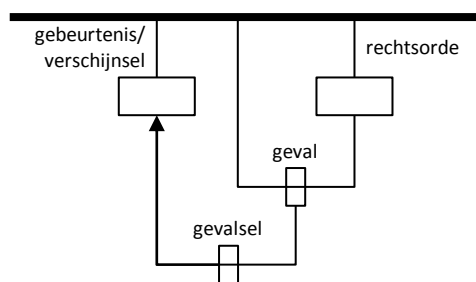 gebeurtenis/
verschijnsel
rechtsorde
geval
gevalsel